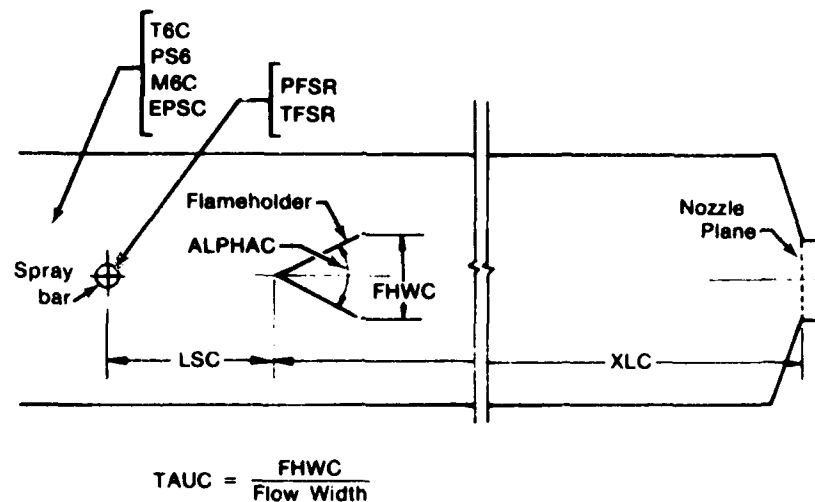 T6C
PS6
M6C
EPSC
PFSR
TFSR
Flameholder
ALPHAC
FHWC
Nozzle
Plane
Spray
bar
LSC
XLC
TAUC = FHWC
Flow Width